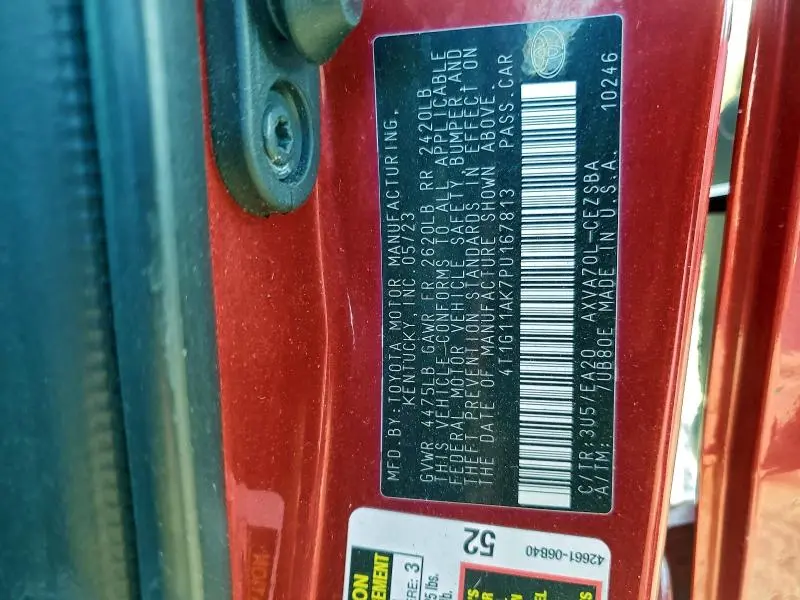 MFD. BY: TOYOTA MOTOR MANUFACTURING,
KENTUCKY, INC. 05/23
GVWR 4475LB GAWR FR 2620LB RR 2420LB
THIS VEHICLE CONFORMS TO ALL APPLICABLE
FEDERAL MOTOR VEHICLE SAFETY, BUMPER, AND
THEFT PREVENTION STANDARDS IN EFFECT ON
THE DATE OF MANUFACTURE SHOWN ABOVE.
4T1G11AK7PU167813 PASS. CAR
C/TR: 3U5/EA20 AXVA70L-CEZSBA
A/TM: /UB80E MADE IN U.S.A. 10246
52
42661-06B40
3
lbs.